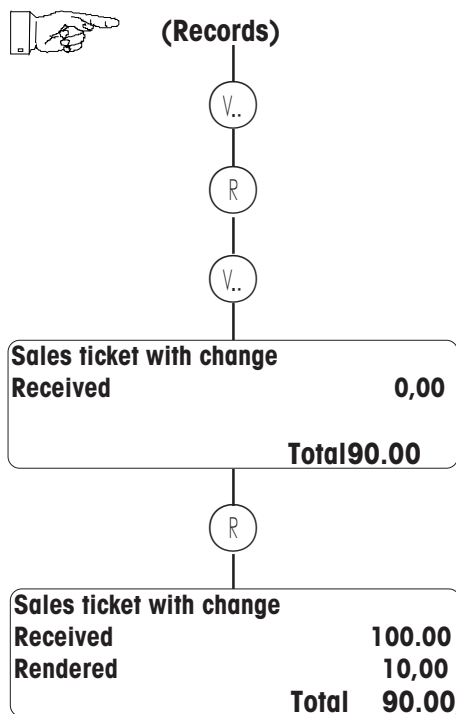 (Records)
V..
R
V..
Sales ticket with change
Received 0,00
Total90.00
R
Sales ticket with change
Received 100.00
Rendered 10,00
Total 90.00